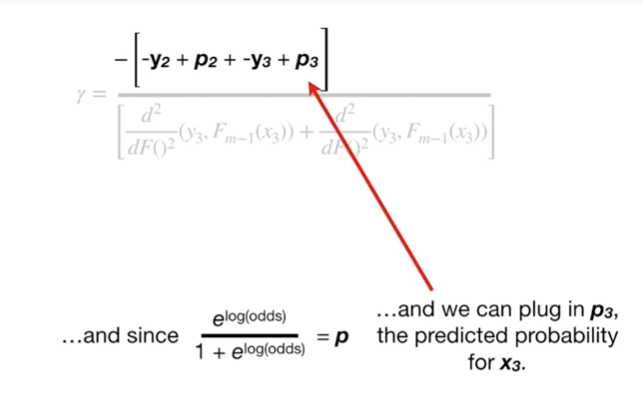 -[-y₂ + p₂ + -y₃ + p₃]
γ =
[d²/dF()² (y₃, Fₘ₋₁(x₃)) + d²/dF()² (y₃, Fₘ₋₁(x₃))]
…and since e^log(odds) / 1 + e^log(odds) = p
…and we can plug in p₃,
the predicted probability
for x₃.